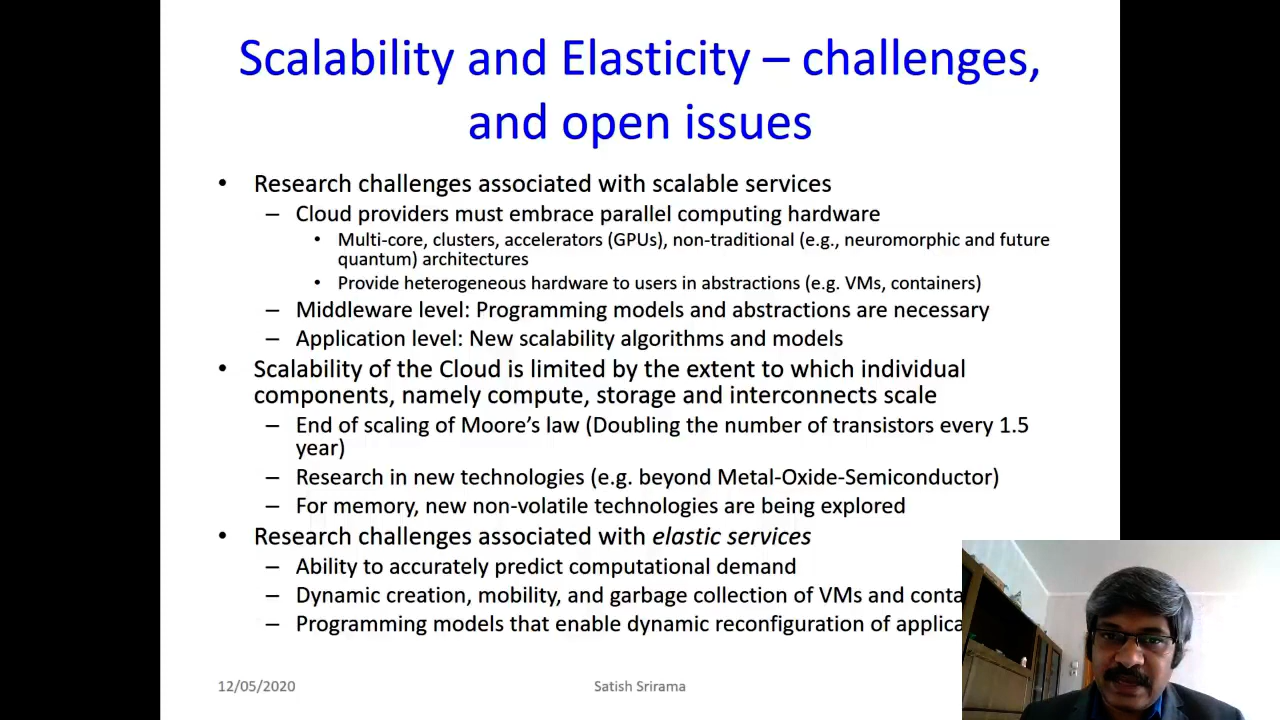 Scalability and Elasticity – challenges,
and open issues
• Research challenges associated with scalable services
– Cloud providers must embrace parallel computing hardware
• Multi-core, clusters, accelerators (GPUs), non-traditional (e.g., neuromorphic and future
quantum) architectures
• Provide heterogeneous hardware to users in abstractions (e.g. VMs, containers)
– Middleware level: Programming models and abstractions are necessary
– Application level: New scalability algorithms and models
• Scalability of the Cloud is limited by the extent to which individual
components, namely compute, storage and interconnects scale
– End of scaling of Moore's law (Doubling the number of transistors every 1.5
year)
– Research in new technologies (e.g. beyond Metal-Oxide-Semiconductor)
– For memory, new non-volatile technologies are being explored
• Research challenges associated with elastic services
– Ability to accurately predict computational demand
– Dynamic creation, mobility, and garbage collection of VMs and
– Programming models that enable dynamic reconfiguration of
12/05/2020
Satish Srirama